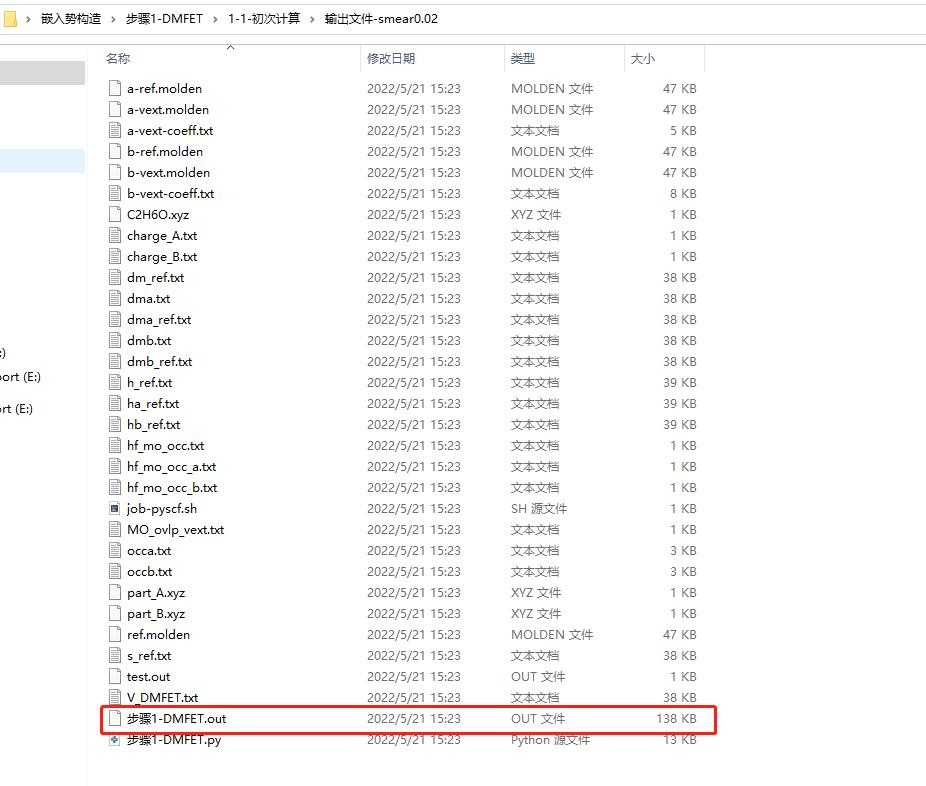 嵌入势构造 > 步骤1-DMFET > 1-1-初次计算 > 输出文件-smear0.02
名称 修改日期 类型 大小
a-ref.molden 2022/5/21 15:23 MOLDEN 文件 47 KB
a-vext.molden 2022/5/21 15:23 MOLDEN 文件 47 KB
a-vext-coeff.txt 2022/5/21 15:23 文本文档 5 KB
b-ref.molden 2022/5/21 15:23 MOLDEN 文件 47 KB
b-vext.molden 2022/5/21 15:23 MOLDEN 文件 47 KB
b-vext-coeff.txt 2022/5/21 15:23 文本文档 8 KB
C2H6O.xyz 2022/5/21 15:23 XYZ 文件 1 KB
charge_A.txt 2022/5/21 15:23 文本文档 1 KB
charge_B.txt 2022/5/21 15:23 文本文档 1 KB
dm_ref.txt 2022/5/21 15:23 文本文档 38 KB
dma.txt 2022/5/21 15:23 文本文档 38 KB
dma_ref.txt 2022/5/21 15:23 文本文档 38 KB
dmb.txt 2022/5/21 15:23 文本文档 38 KB
:)
dmb_ref.txt 2022/5/21 15:23 文本文档 38 KB
ort (E:)
h_ref.txt 2022/5/21 15:23 文本文档 39 KB
ha_ref.txt 2022/5/21 15:23 文本文档 39 KB
rt (E:)
hb_ref.txt 2022/5/21 15:23 文本文档 39 KB
hf_mo_occ.txt 2022/5/21 15:23 文本文档 1 KB
hf_mo_occ_a.txt 2022/5/21 15:23 文本文档 1 KB
hf_mo_occ_b.txt 2022/5/21 15:23 文本文档 1 KB
job-pyscf.sh 2022/5/21 15:23 SH 源文件 1 KB
MO_ovlp_vext.txt 2022/5/21 15:23 文本文档 1 KB
occa.txt 2022/5/21 15:23 文本文档 3 KB
occb.txt 2022/5/21 15:23 文本文档 3 KB
part_A.xyz 2022/5/21 15:23 XYZ 文件 1 KB
part_B.xyz 2022/5/21 15:23 XYZ 文件 1 KB
ref.molden 2022/5/21 15:23 MOLDEN 文件 47 KB
s_ref.txt 2022/5/21 15:23 文本文档 38 KB
test.out 2022/5/21 15:23 OUT 文件 1 KB
V_DMFET.txt 2022/5/21 15:23 文本文档 38 KB
步骤1-DMFET.out 2022/5/21 15:23 OUT 文件 138 KB
步骤1-DMFET.py 2022/5/21 15:23 Python 源文件 13 KB